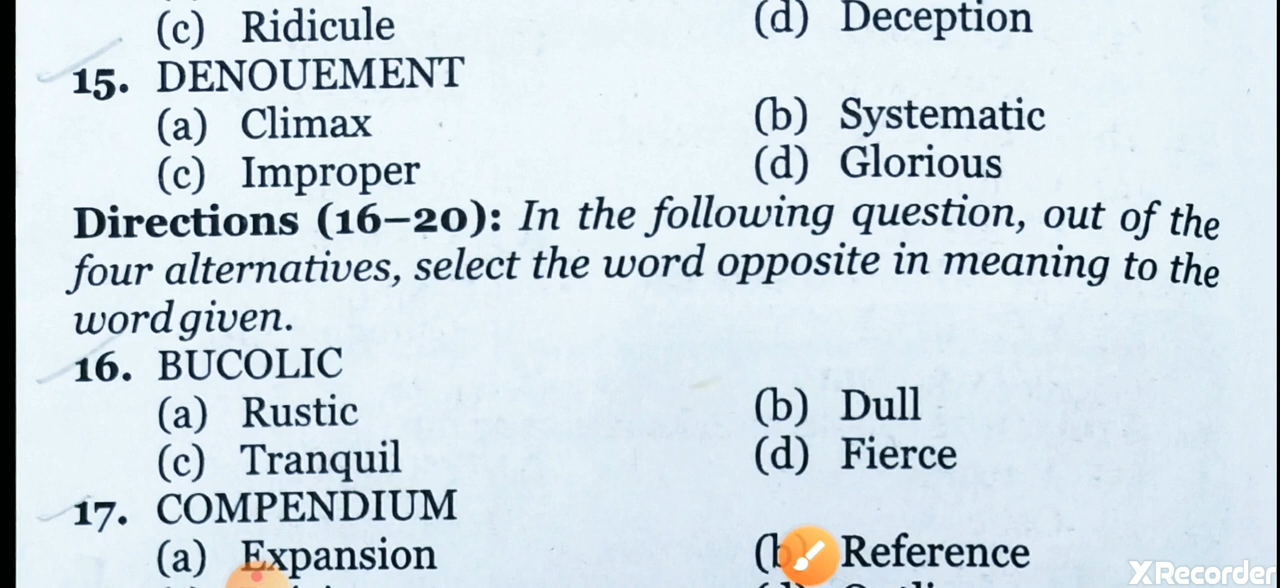 (c) Ridicule (d) Deception
15. DENOUEMENT
(a) Climax (b) Systematic
(c) Improper (d) Glorious
Directions (16–20): In the following question, out of the
four alternatives, select the word opposite in meaning to the
word given.
16. BUCOLIC
(a) Rustic (b) Dull
(c) Tranquil (d) Fierce
17. COMPENDIUM
(a) Expansion (b) Reference
XRecorder